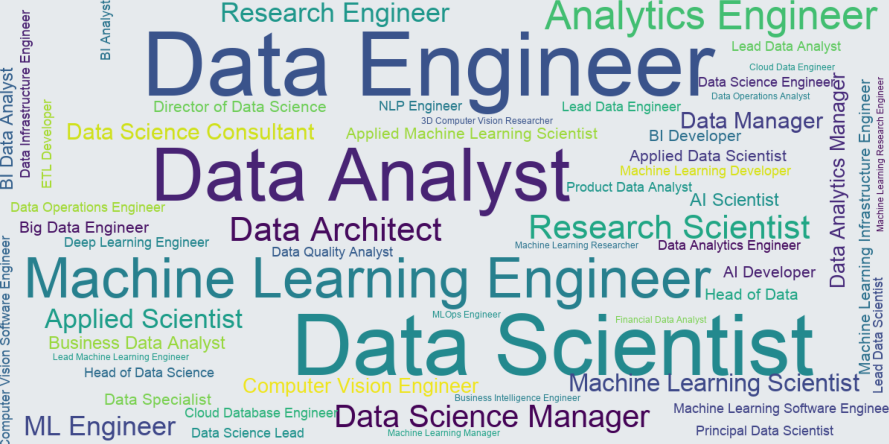 Research Engineer
Analytics Engineer
BI Analyst
Data Infrastructure Engineer
Data Engineer
Lead Data Analyst
Cloud Data Engineer
Data Science Engineer
Data Operations Analyst
BI Data Analyst
ETL Developer
Director of Data Science
NLP Engineer
Lead Data Engineer
3D Computer Vision Researcher
Data Manager
Data Science Consultant
Applied Machine Learning Scientist
BI Developer
Data Analytics Manager
Machine Learning Infrastructure Engineer
Machine Learning Research Engineer
Data Analyst
Applied Data Scientist
Machine Learning Developer
Product Data Analyst
AI Scientist
Data Operations Engineer
Big Data Engineer
Data Architect
Research Scientist
Deep Learning Engineer
Data Quality Analyst
Machine Learning Researcher
Data Analytics Engineer
Computer Vision Software Engineer
Machine Learning Engineer
AI Developer
Head of Data
Lead Data Scientist
Applied Scientist
MLOps Engineer
Financial Data Analyst
Data Scientist
Business Data Analyst
Lead Machine Learning Engineer
Head of Data Science
Computer Vision Engineer
Machine Learning Scientist
Data Specialist
Business Intelligence Engineer
Cloud Database Engineer
Data Science Manager
Machine Learning Software Engineer
ML Engineer
Data Science Lead
Machine Learning Manager
Principal Data Scientist